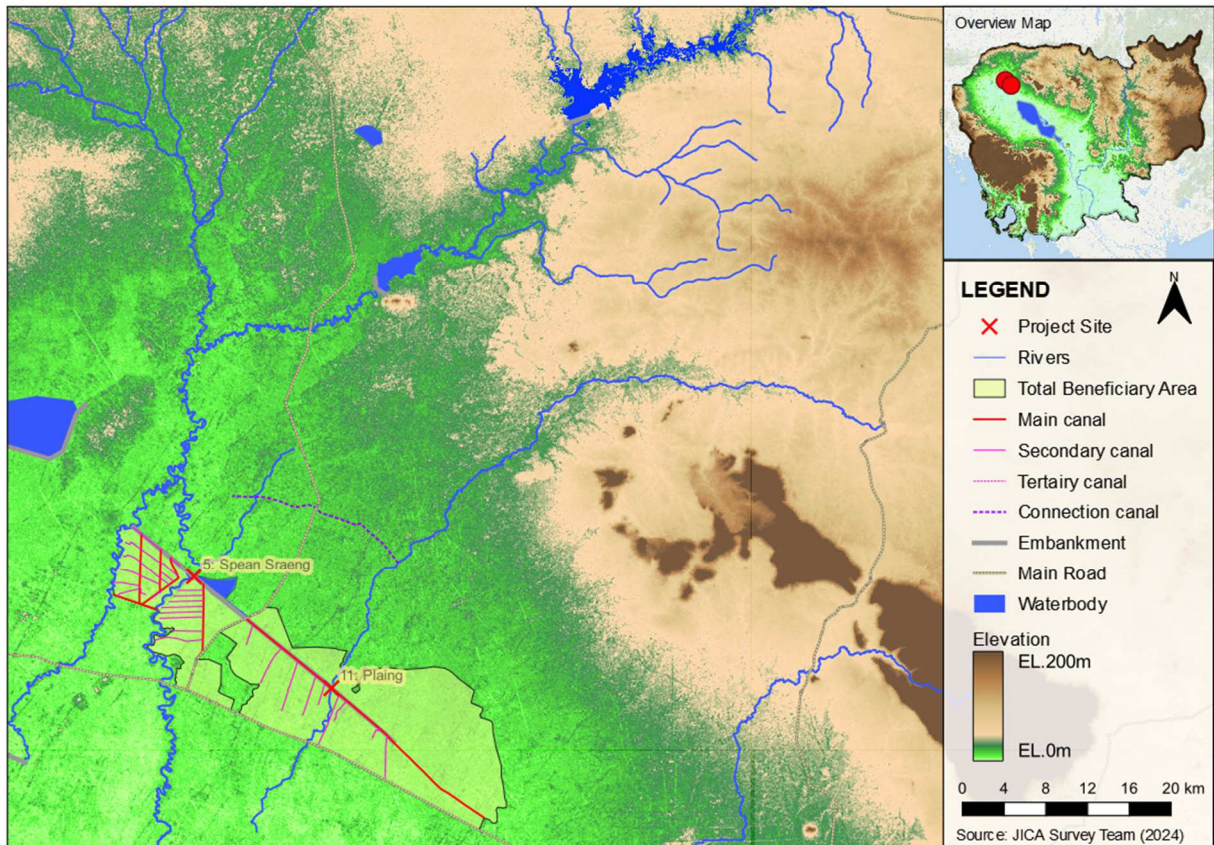 Overview Map
5: Spean Sraeng
11: Plaing
LEGEND
N
Project Site
Rivers
Total Beneficiary Area
Main canal
Secondary canal
Tertairy canal
Connection canal
Embankment
Main Road
Waterbody
Elevation
EL.200m
EL.0m
0 4 8 12 16 20 km
Source: JICA Survey Team (2024)